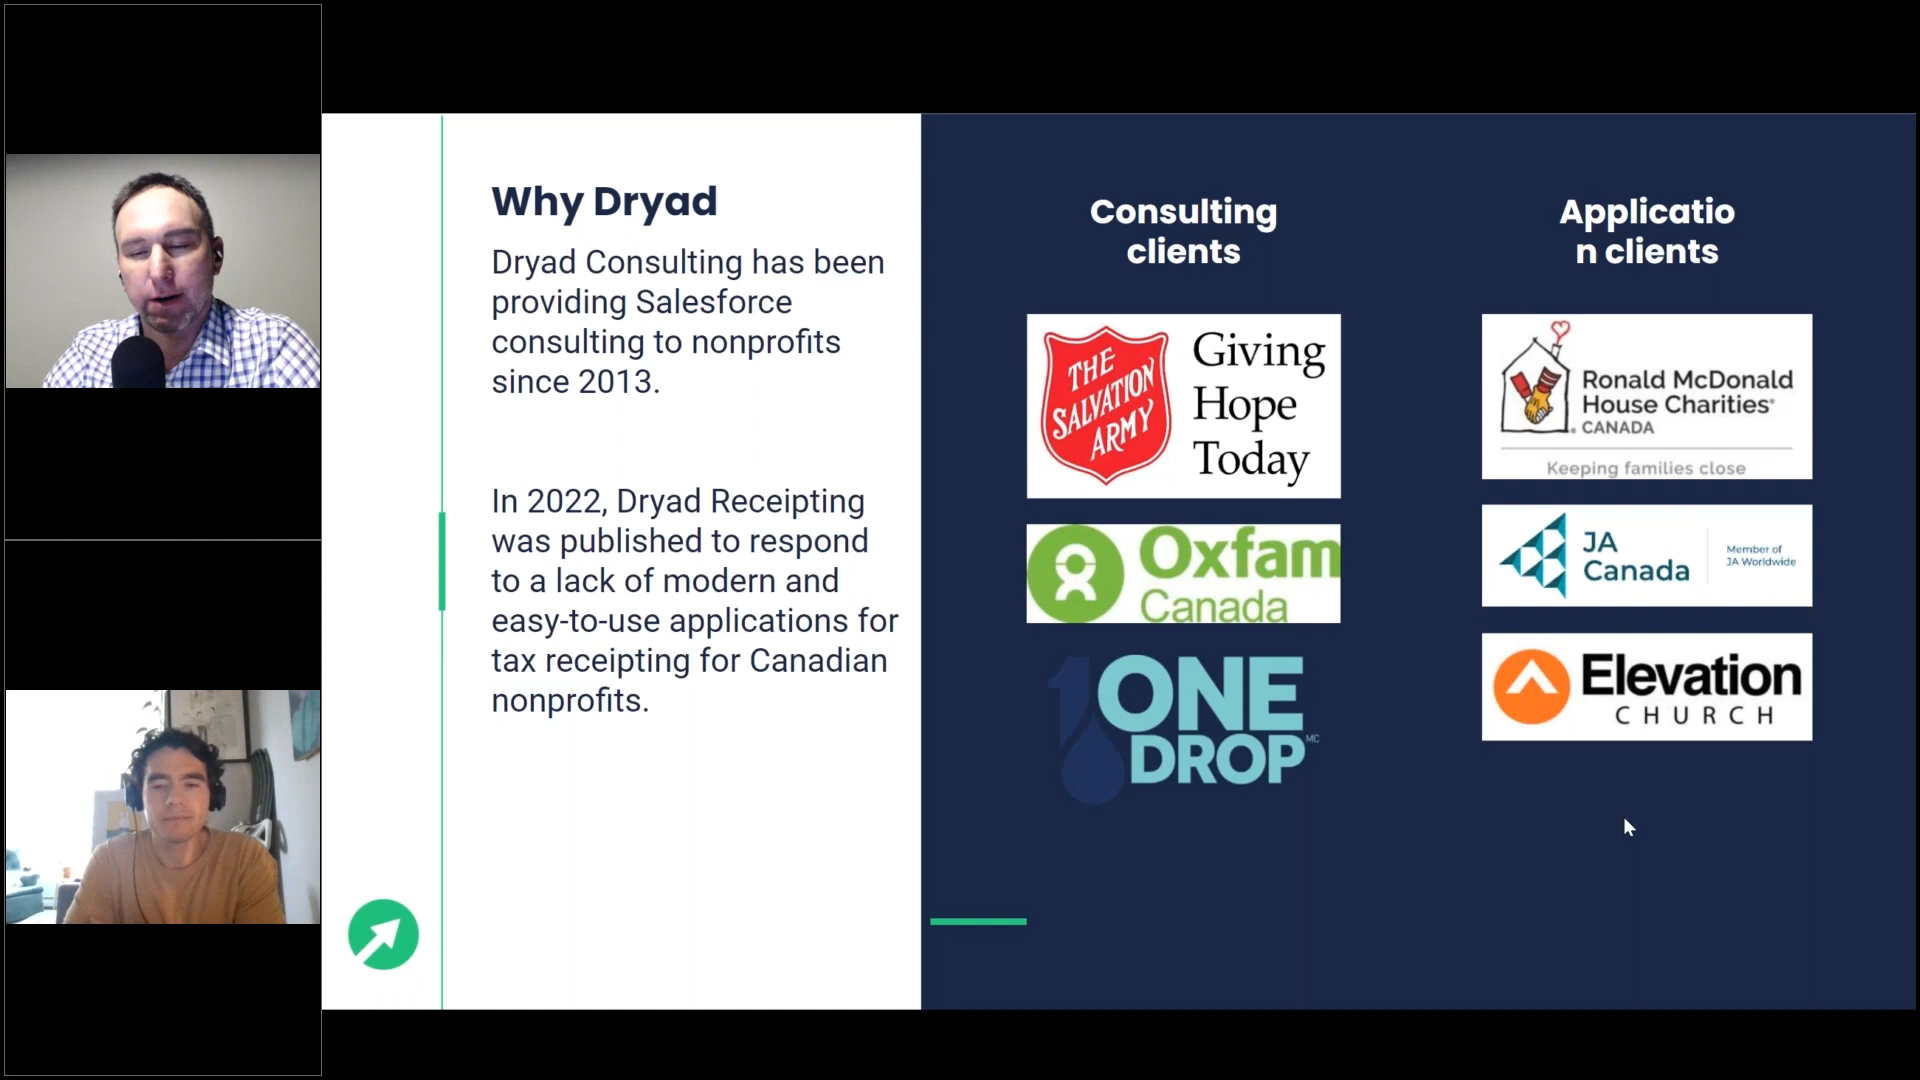 Why Dryad
Dryad Consulting has been
providing Salesforce
consulting to nonprofits
since 2013.
In 2022, Dryad Receipting
was published to respond
to a lack of modern and
easy-to-use applications for
tax receipting for Canadian
nonprofits.
Consulting
clients
THE
SALVATION
ARMY
Giving
Hope
Today
Oxfam
Canada
1 ONE
DROP MC
Applicatio
n clients
Ronald McDonald
House Charities®
CANADA
Keeping families close
JA
Canada
Member of
JA Worldwide
Elevation
CHURCH